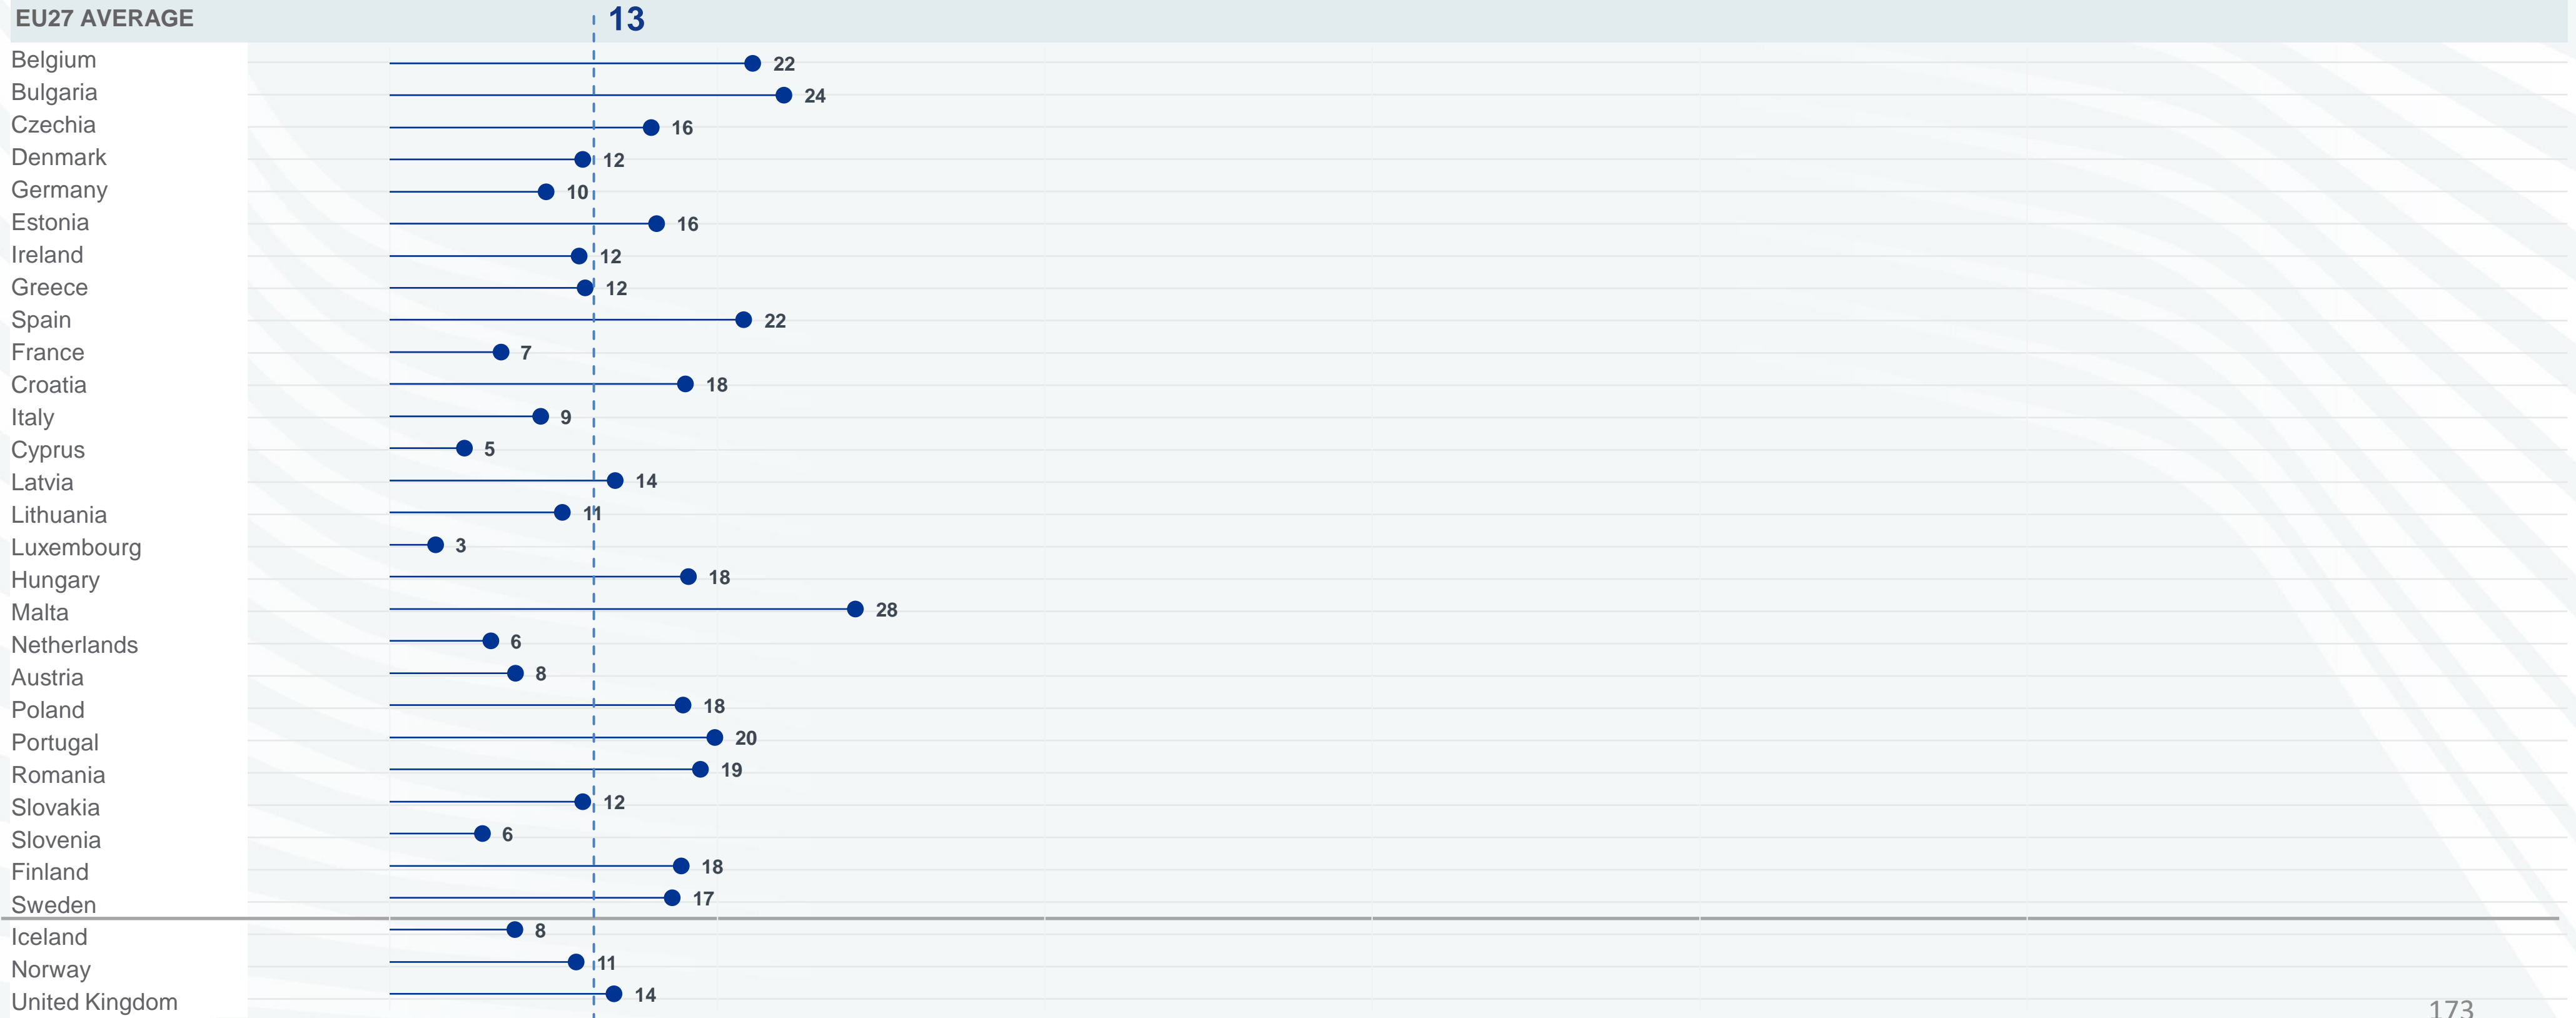 EU27 AVERAGE 13
Belgium 22
Bulgaria 24
Czechia 16
Denmark 12
Germany 10
Estonia 16
Ireland 12
Greece 12
Spain 22
France 7
Croatia 18
Italy 9
Cyprus 5
Latvia 14
Lithuania 11
Luxembourg 3
Hungary 18
Malta 28
Netherlands 6
Austria 8
Poland 18
Portugal 20
Romania 19
Slovakia 12
Slovenia 6
Finland 18
Sweden 17
Iceland 8
Norway 11
United Kingdom 14
173